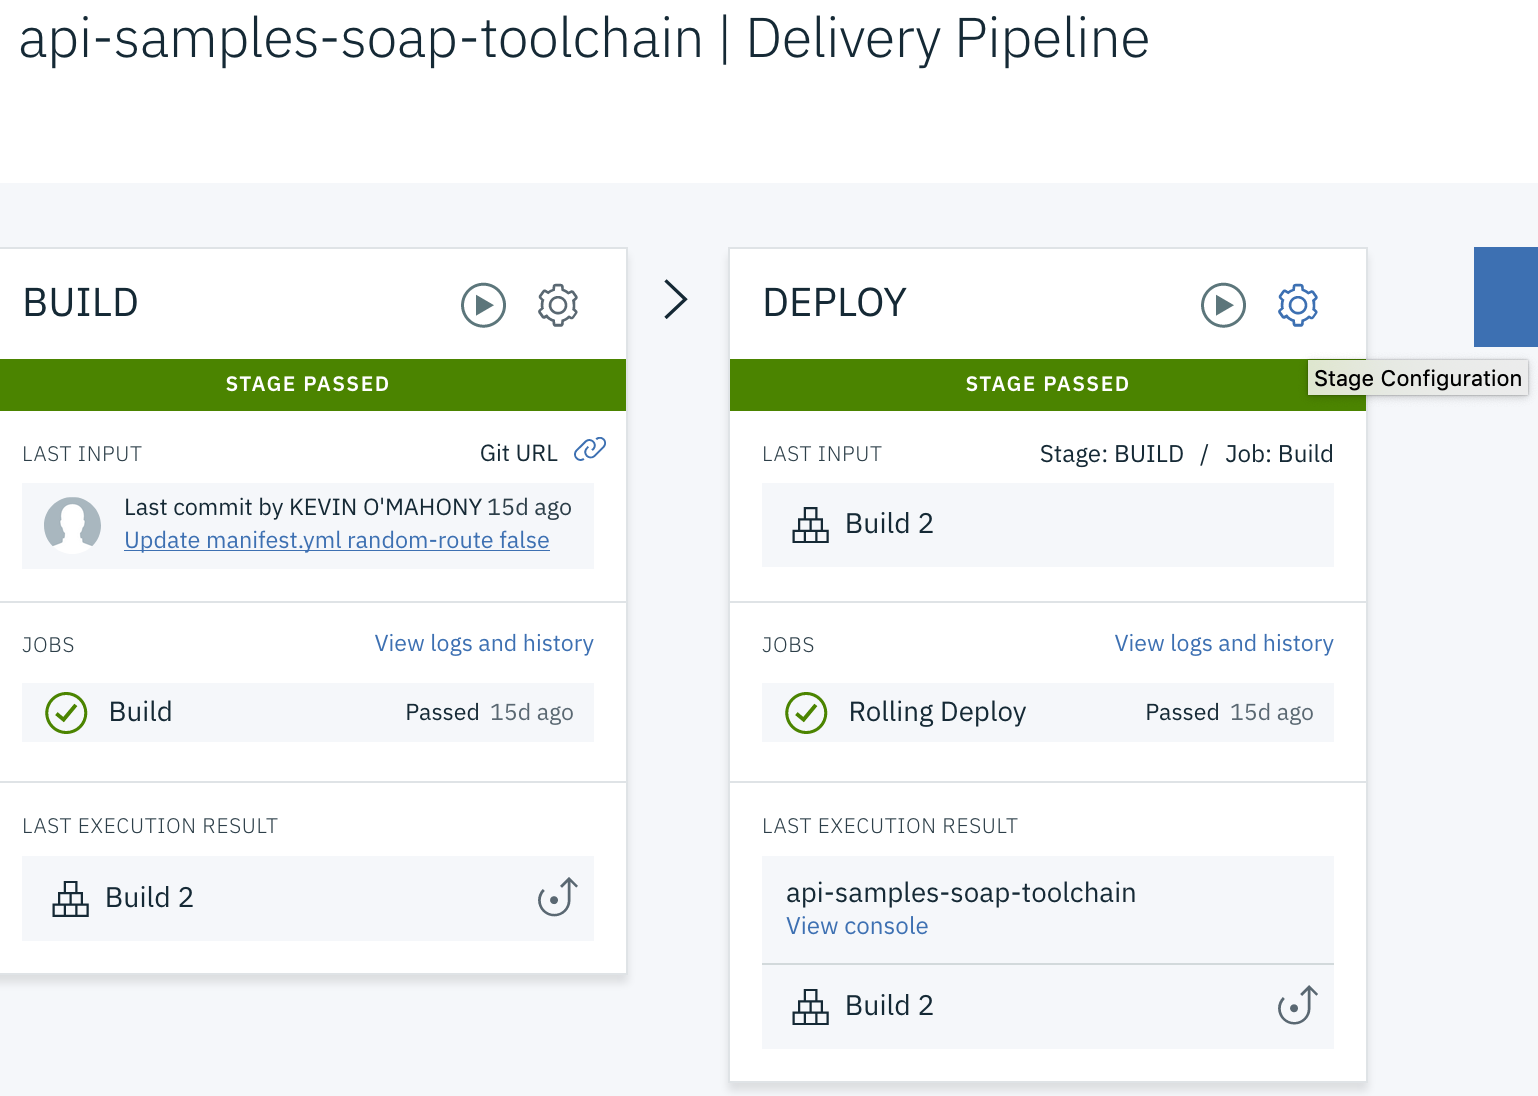 api-samples-soap-toolchain | Delivery Pipeline
BUILD
STAGE PASSED
LAST INPUT
Git URL
Last commit by KEVIN O'MAHONY 15d ago
Update manifest.yml random-route false
JOBS
View logs and history
Build
Passed 15d ago
LAST EXECUTION RESULT
Build 2
DEPLOY
STAGE PASSED
Stage Configuration
LAST INPUT
Stage: BUILD / Job: Build
Build 2
JOBS
View logs and history
Rolling Deploy
Passed 15d ago
LAST EXECUTION RESULT
api-samples-soap-toolchain
View console
Build 2